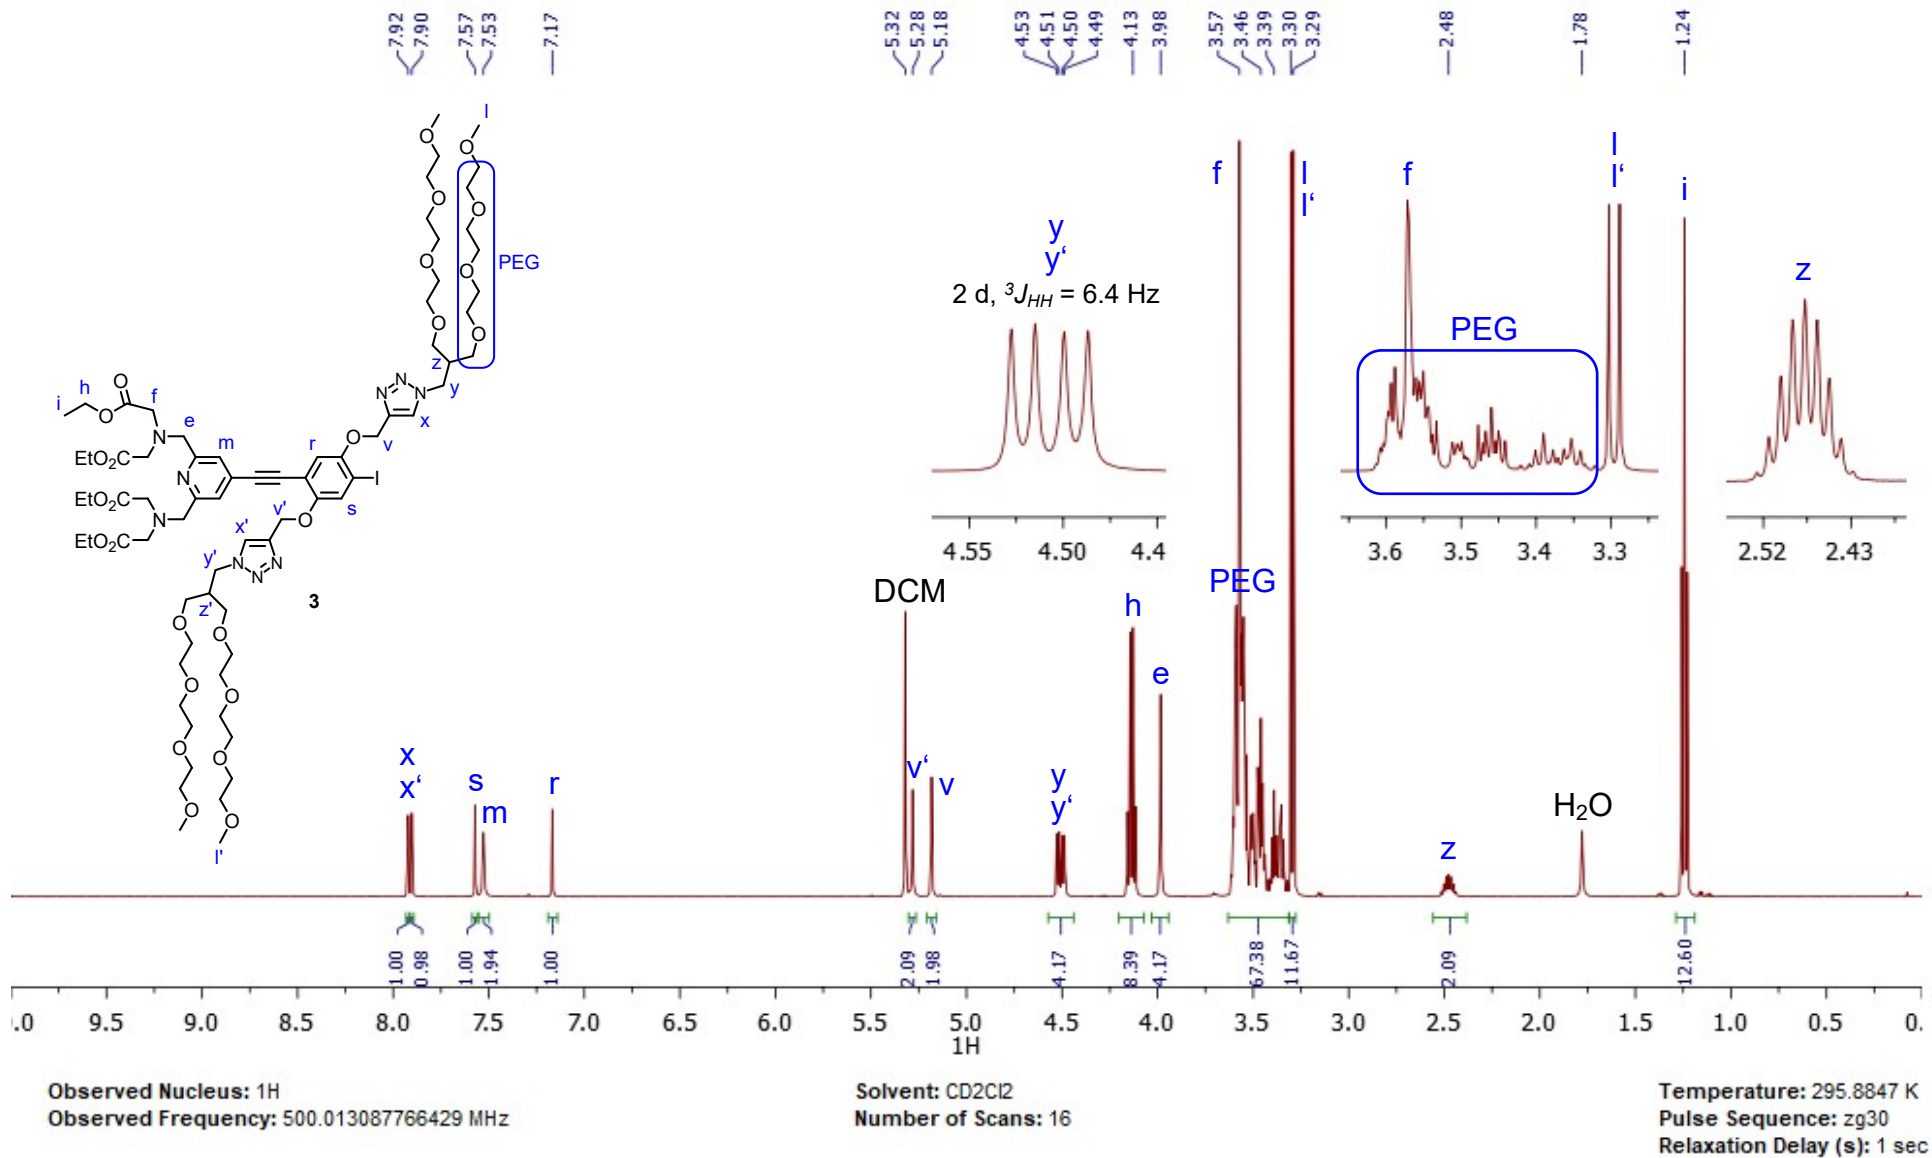 7.92 7.90 7.57 7.53 7.17 5.32 5.28 5.18 4.53 4.51 4.50 4.49 4.13 3.98 3.57 3.46 3.39 3.30 3.29 2.48 1.78 1.24
O l
O
O O
O O PEG
O O
z y
N N N
x
h O f
i O e
N m r O v
EtO2C
N I
EtO2C
N v' O s
EtO2C x'
y' N N N
z' 3
O O
O O
O O
O O
l'
y
y‘
2 d, ³JHH = 6.4 Hz
4.55 4.50 4.4
f l
l‘
PEG
3.6 3.5 3.4 3.3
z
2.52 2.43
x
x‘
s
m
r
DCM
v‘
v
y
y‘
h
e
f
PEG
l
l‘
z
H2O
i
1.00 0.98 1.00 1.94 1.00 2.09 1.98 4.17 8.39 4.17 67.38 11.67 2.09 12.60
.0 9.5 9.0 8.5 8.0 7.5 7.0 6.5 6.0 5.5 5.0 4.5 4.0 3.5 3.0 2.5 2.0 1.5 1.0 0.5 0.
1H
Observed Nucleus: 1H
Observed Frequency: 500.013087766429 MHz
Solvent: CD2Cl2
Number of Scans: 16
Temperature: 295.8847 K
Pulse Sequence: zg30
Relaxation Delay (s): 1 sec